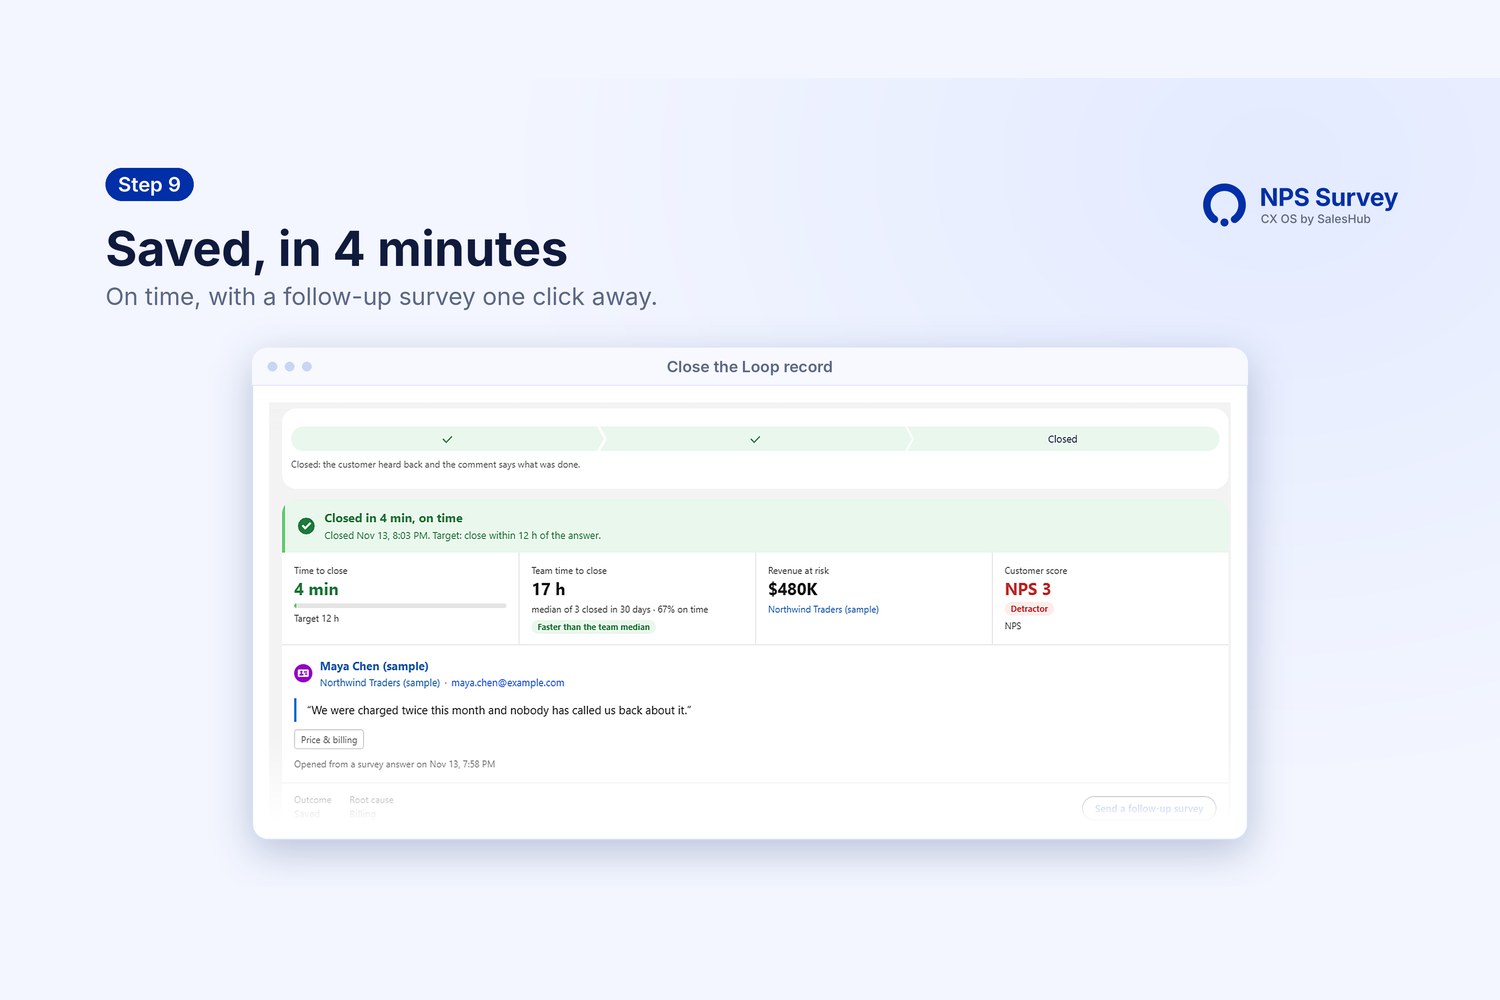 Step 9
Saved, in 4 minutes
On time, with a follow-up survey one click away.
NPS Survey
CX OS by SalesHub
Close the Loop record
Closed
Closed: the customer heard back and the comment says what was done.
Closed in 4 min, on time
Closed Nov 13, 8:03 PM. Target: close within 12 h of the answer.
Time to close
4 min
Target 12 h
Team time to close
17 h
median of 3 closed in 30 days · 67% on time
Faster than the team median
Revenue at risk
$480K
Northwind Traders (sample)
Customer score
NPS 3
Detractor
NPS
Maya Chen (sample)
Northwind Traders (sample) · maya.chen@example.com
“We were charged twice this month and nobody has called us back about it.”
Price & billing
Opened from a survey answer on Nov 13, 7:58 PM
Outcome Root cause
Saved Billing
Send a follow-up survey